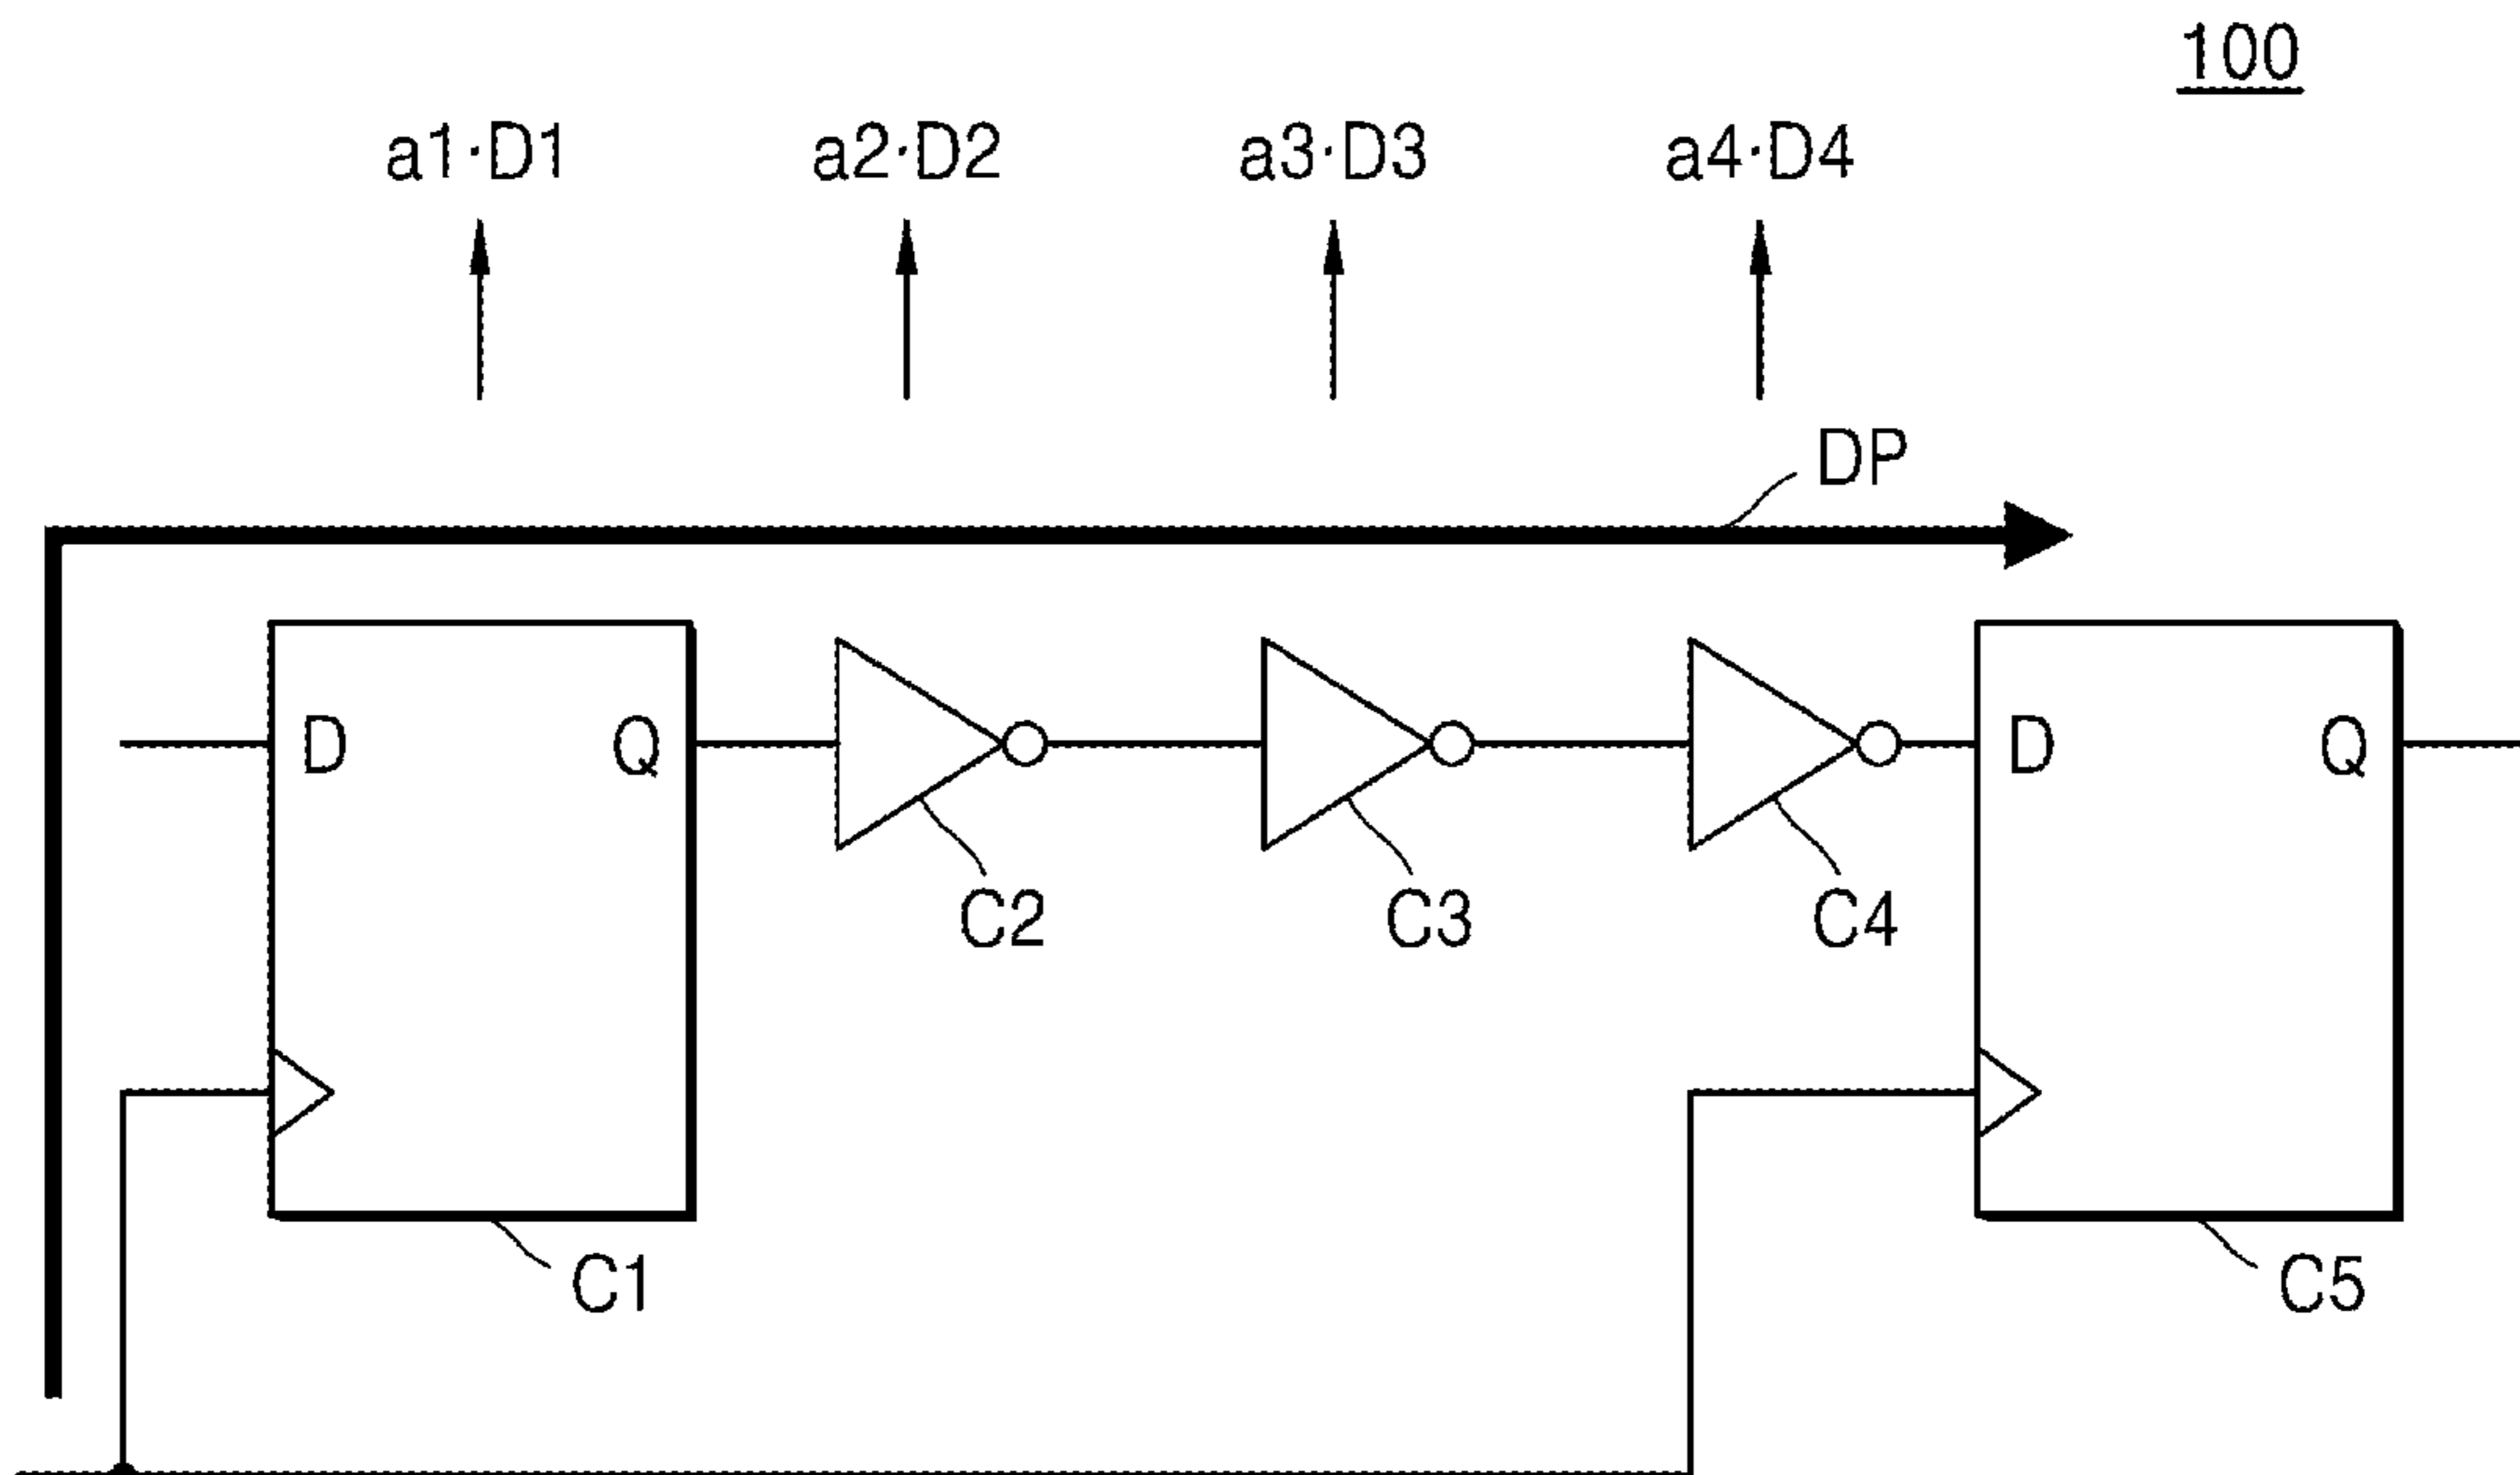 100
a1·D1 a2·D2 a3·D3 a4·D4
DP
D Q D Q
C2 C3 C4
C1 C5